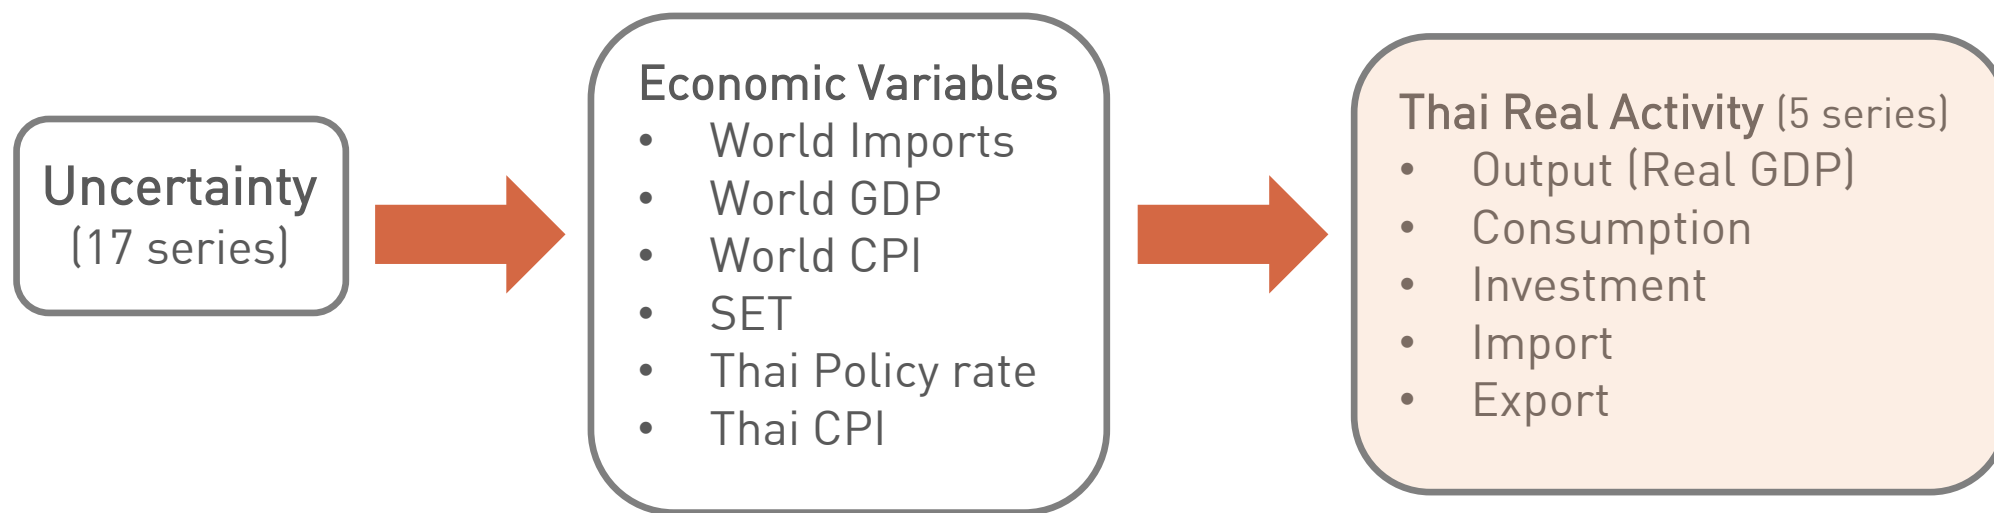 Uncertainty
(17 series)
Economic Variables
• World Imports
• World GDP
• World CPI
• SET
• Thai Policy rate
• Thai CPI
Thai Real Activity (5 series)
• Output (Real GDP)
• Consumption
• Investment
• Import
• Export